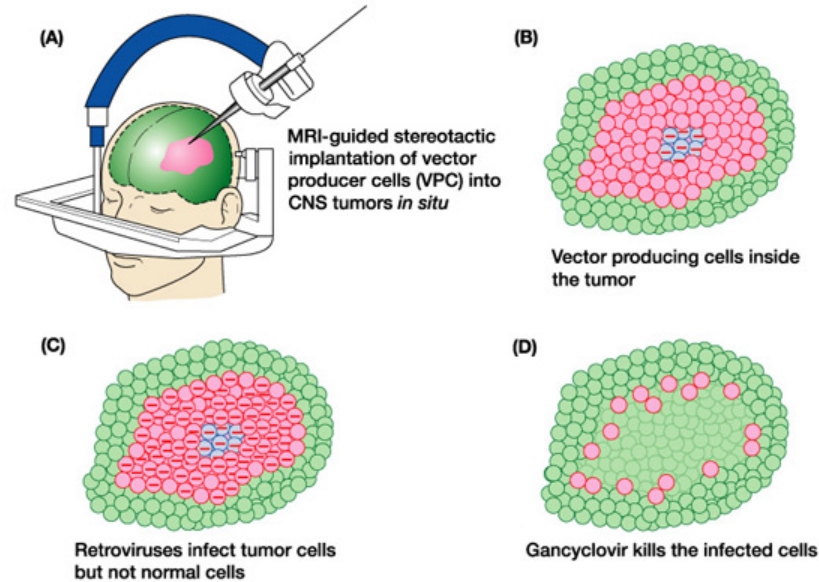 (A)
MRI-guided stereotactic
implantation of vector
producer cells (VPC) into
CNS tumors in situ
(B)
Vector producing cells inside
the tumor
(C)
Retroviruses infect tumor cells
but not normal cells
(D)
Gancyclovir kills the infected cells